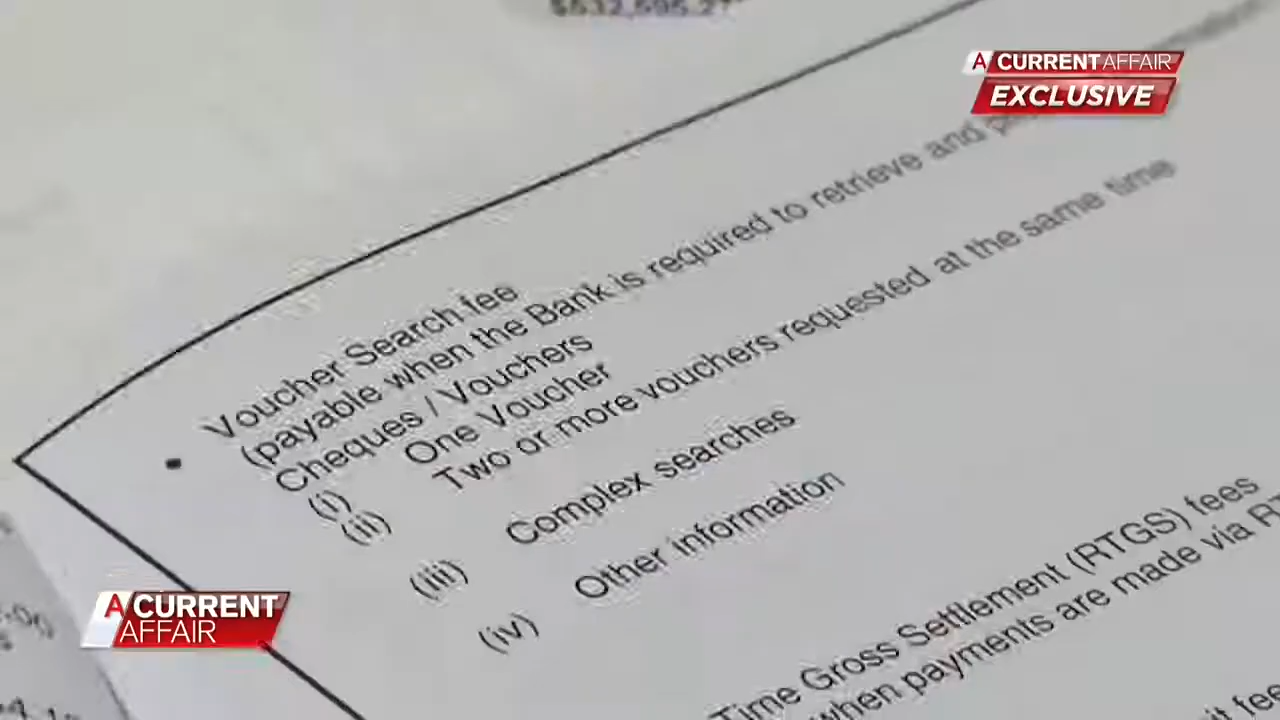 A CURRENT AFFAIR
EXCLUSIVE
Voucher Search fee
(payable when the Bank is required to retrieve and
Cheques / Vouchers
(i) One Voucher
(ii) Two or more vouchers requested at the same time
(iii) Complex searches
(iv) Other information
Time Gross Settlement (RTGS) fees
when payments are made via
A CURRENT
AFFAIR